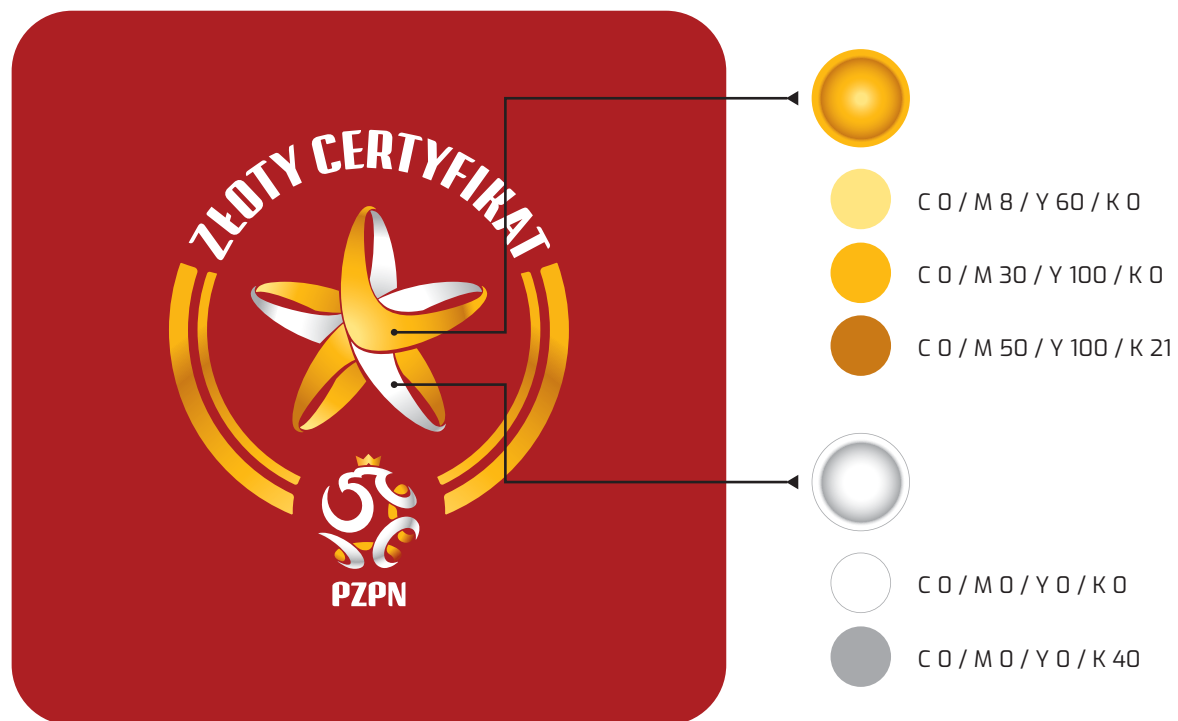 ZŁOTY CERTYFIKAT
PZPN
C 0 / M 8 / Y 60 / K 0
C 0 / M 30 / Y 100 / K 0
C 0 / M 50 / Y 100 / K 21
C 0 / M 0 / Y 0 / K 0
C 0 / M 0 / Y 0 / K 40